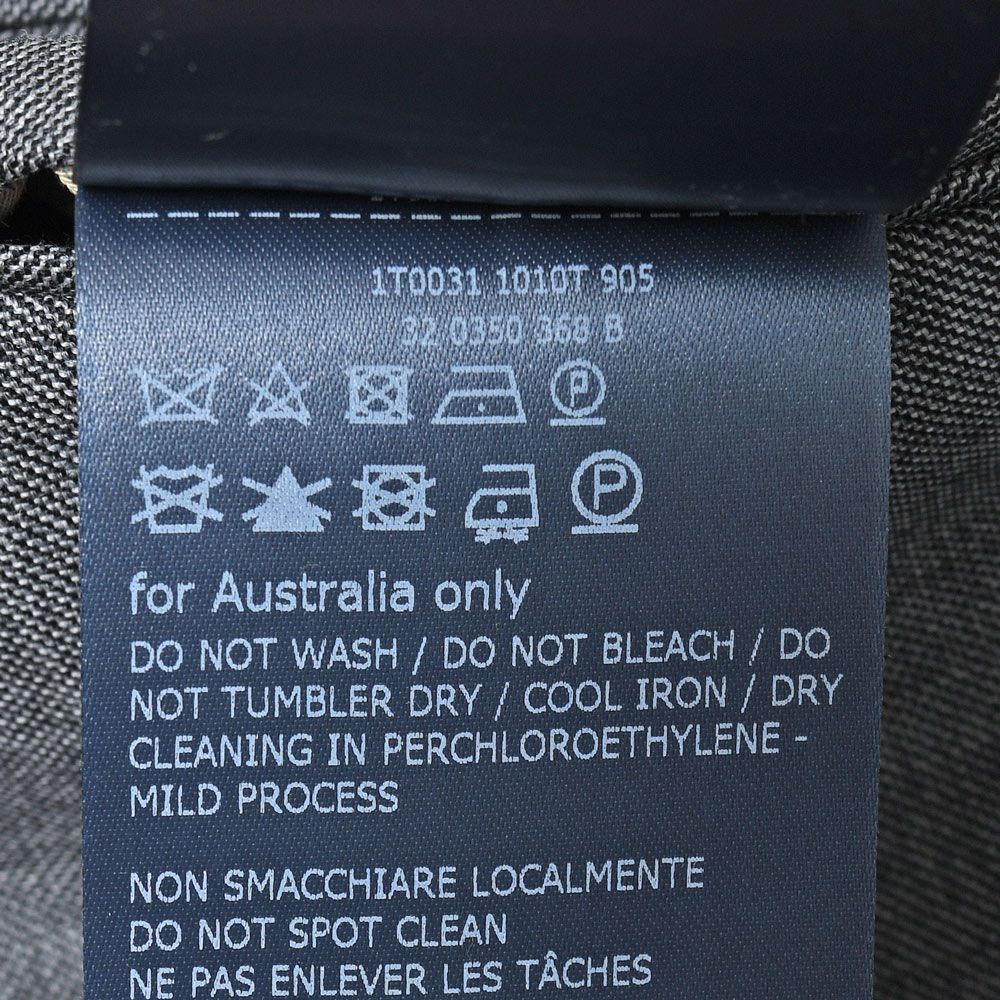 1T0031 1010T 905
32 0350 368 B
P
P
for Australia only
DO NOT WASH / DO NOT BLEACH / DO
NOT TUMBLER DRY / COOL IRON / DRY
CLEANING IN PERCHLOROETHYLENE -
MILD PROCESS
NON SMACCHIARE LOCALMENTE
DO NOT SPOT CLEAN
NE PAS ENLEVER LES TÂCHES